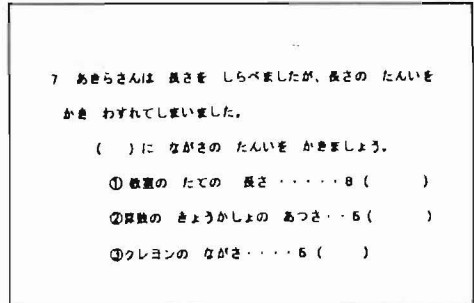 7 あきらさんは 長さを しらべましたが、長さの たんいを
かき わすれてしまいました。
( )に ながさの たんいを かきましょう。
① 教室の たての 長さ ・・・・・8 ( )
②算数の きょうかしょの あつさ・・6 ( )
③クレヨンの ながさ・・・・6 ( )